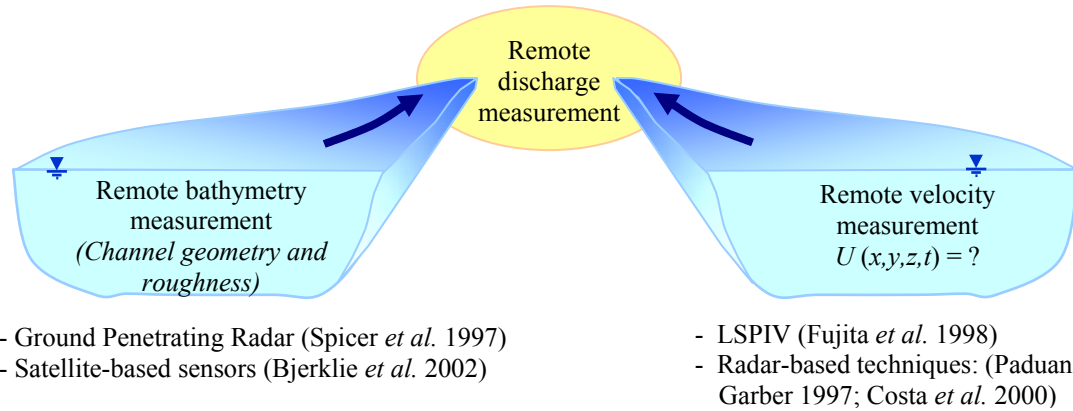 Remote
discharge
measurement
Remote bathymetry
measurement
(Channel geometry and
roughness)
Remote velocity
measurement
U (x,y,z,t) = ?
- Ground Penetrating Radar (Spicer et al. 1997)
- Satellite-based sensors (Bjerklie et al. 2002)
- LSPIV (Fujita et al. 1998)
- Radar-based techniques: (Paduan
Garber 1997; Costa et al. 2000)